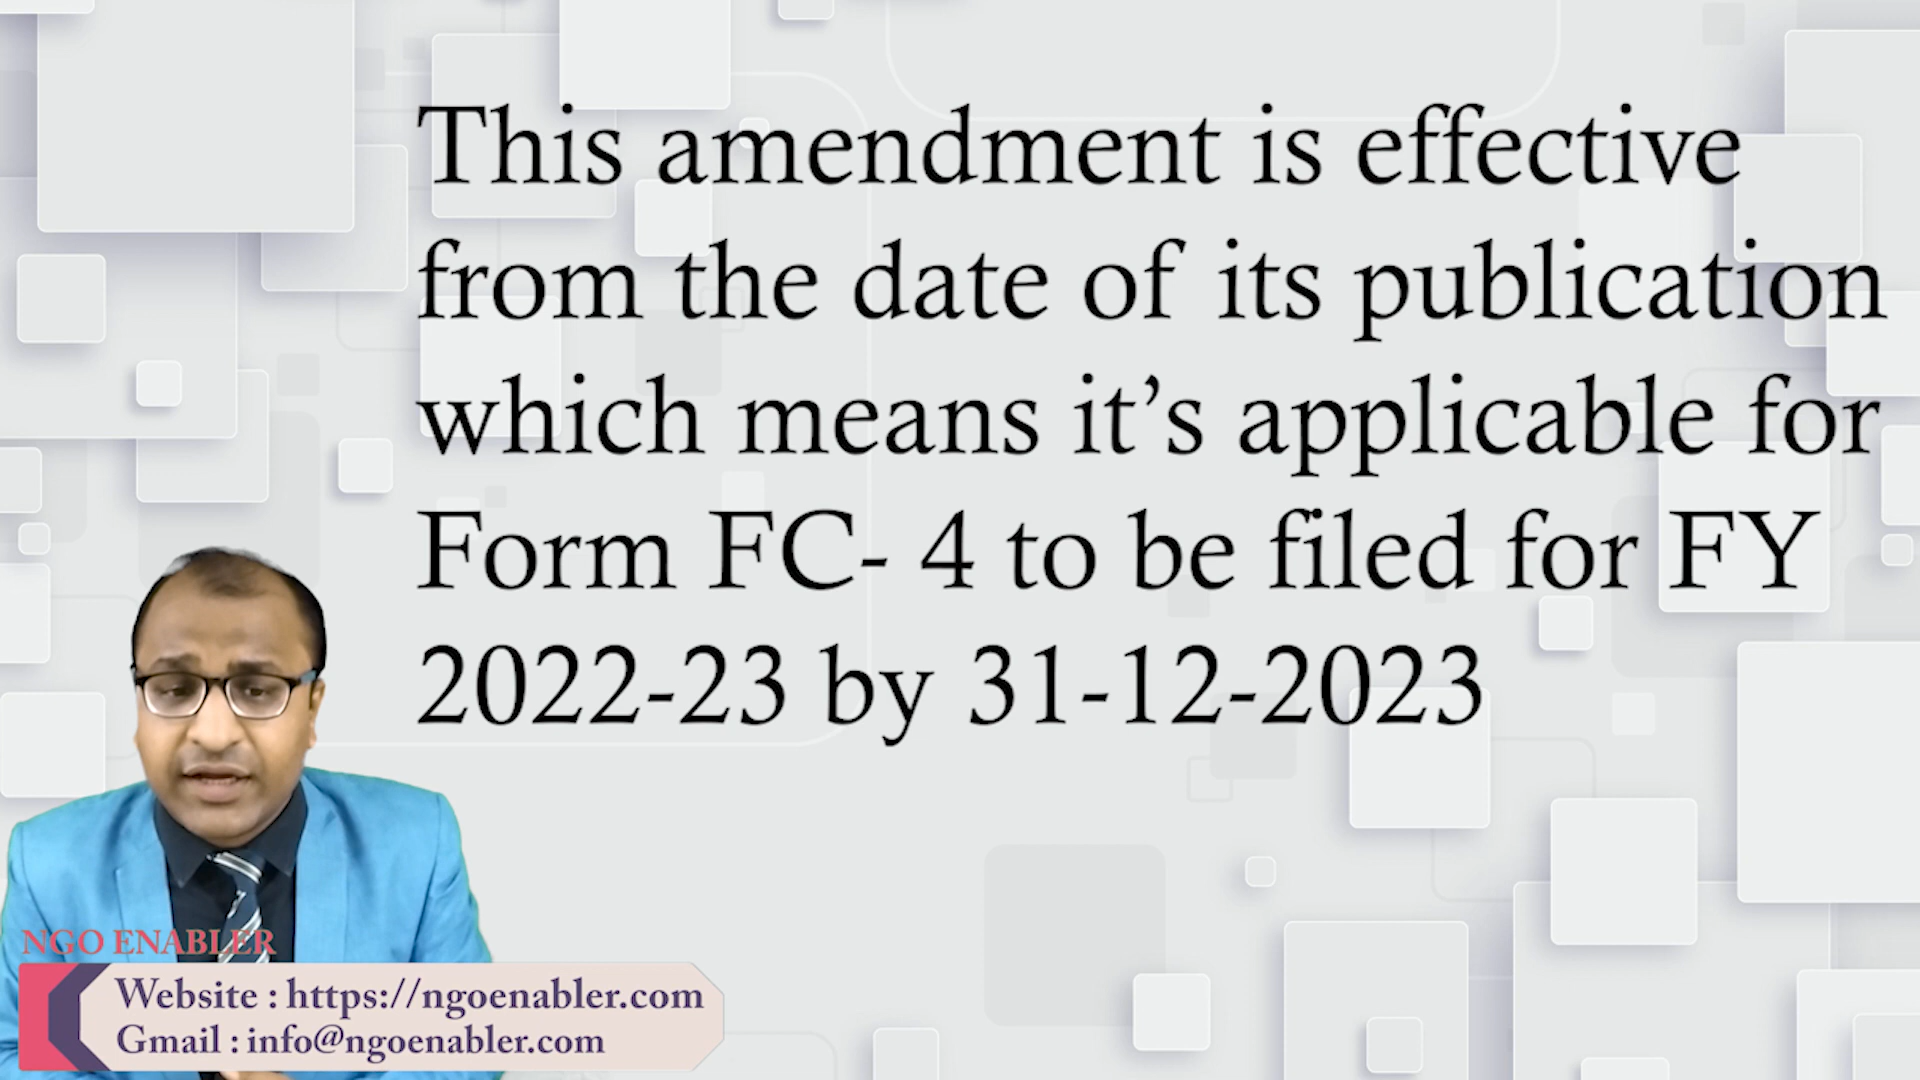 This amendment is effective
from the date of its publication
which means it’s applicable for
Form FC- 4 to be filed for FY
2022-23 by 31-12-2023
NGO ENABLER
Website : https://ngoenabler.com
Gmail : info@ngoenabler.com